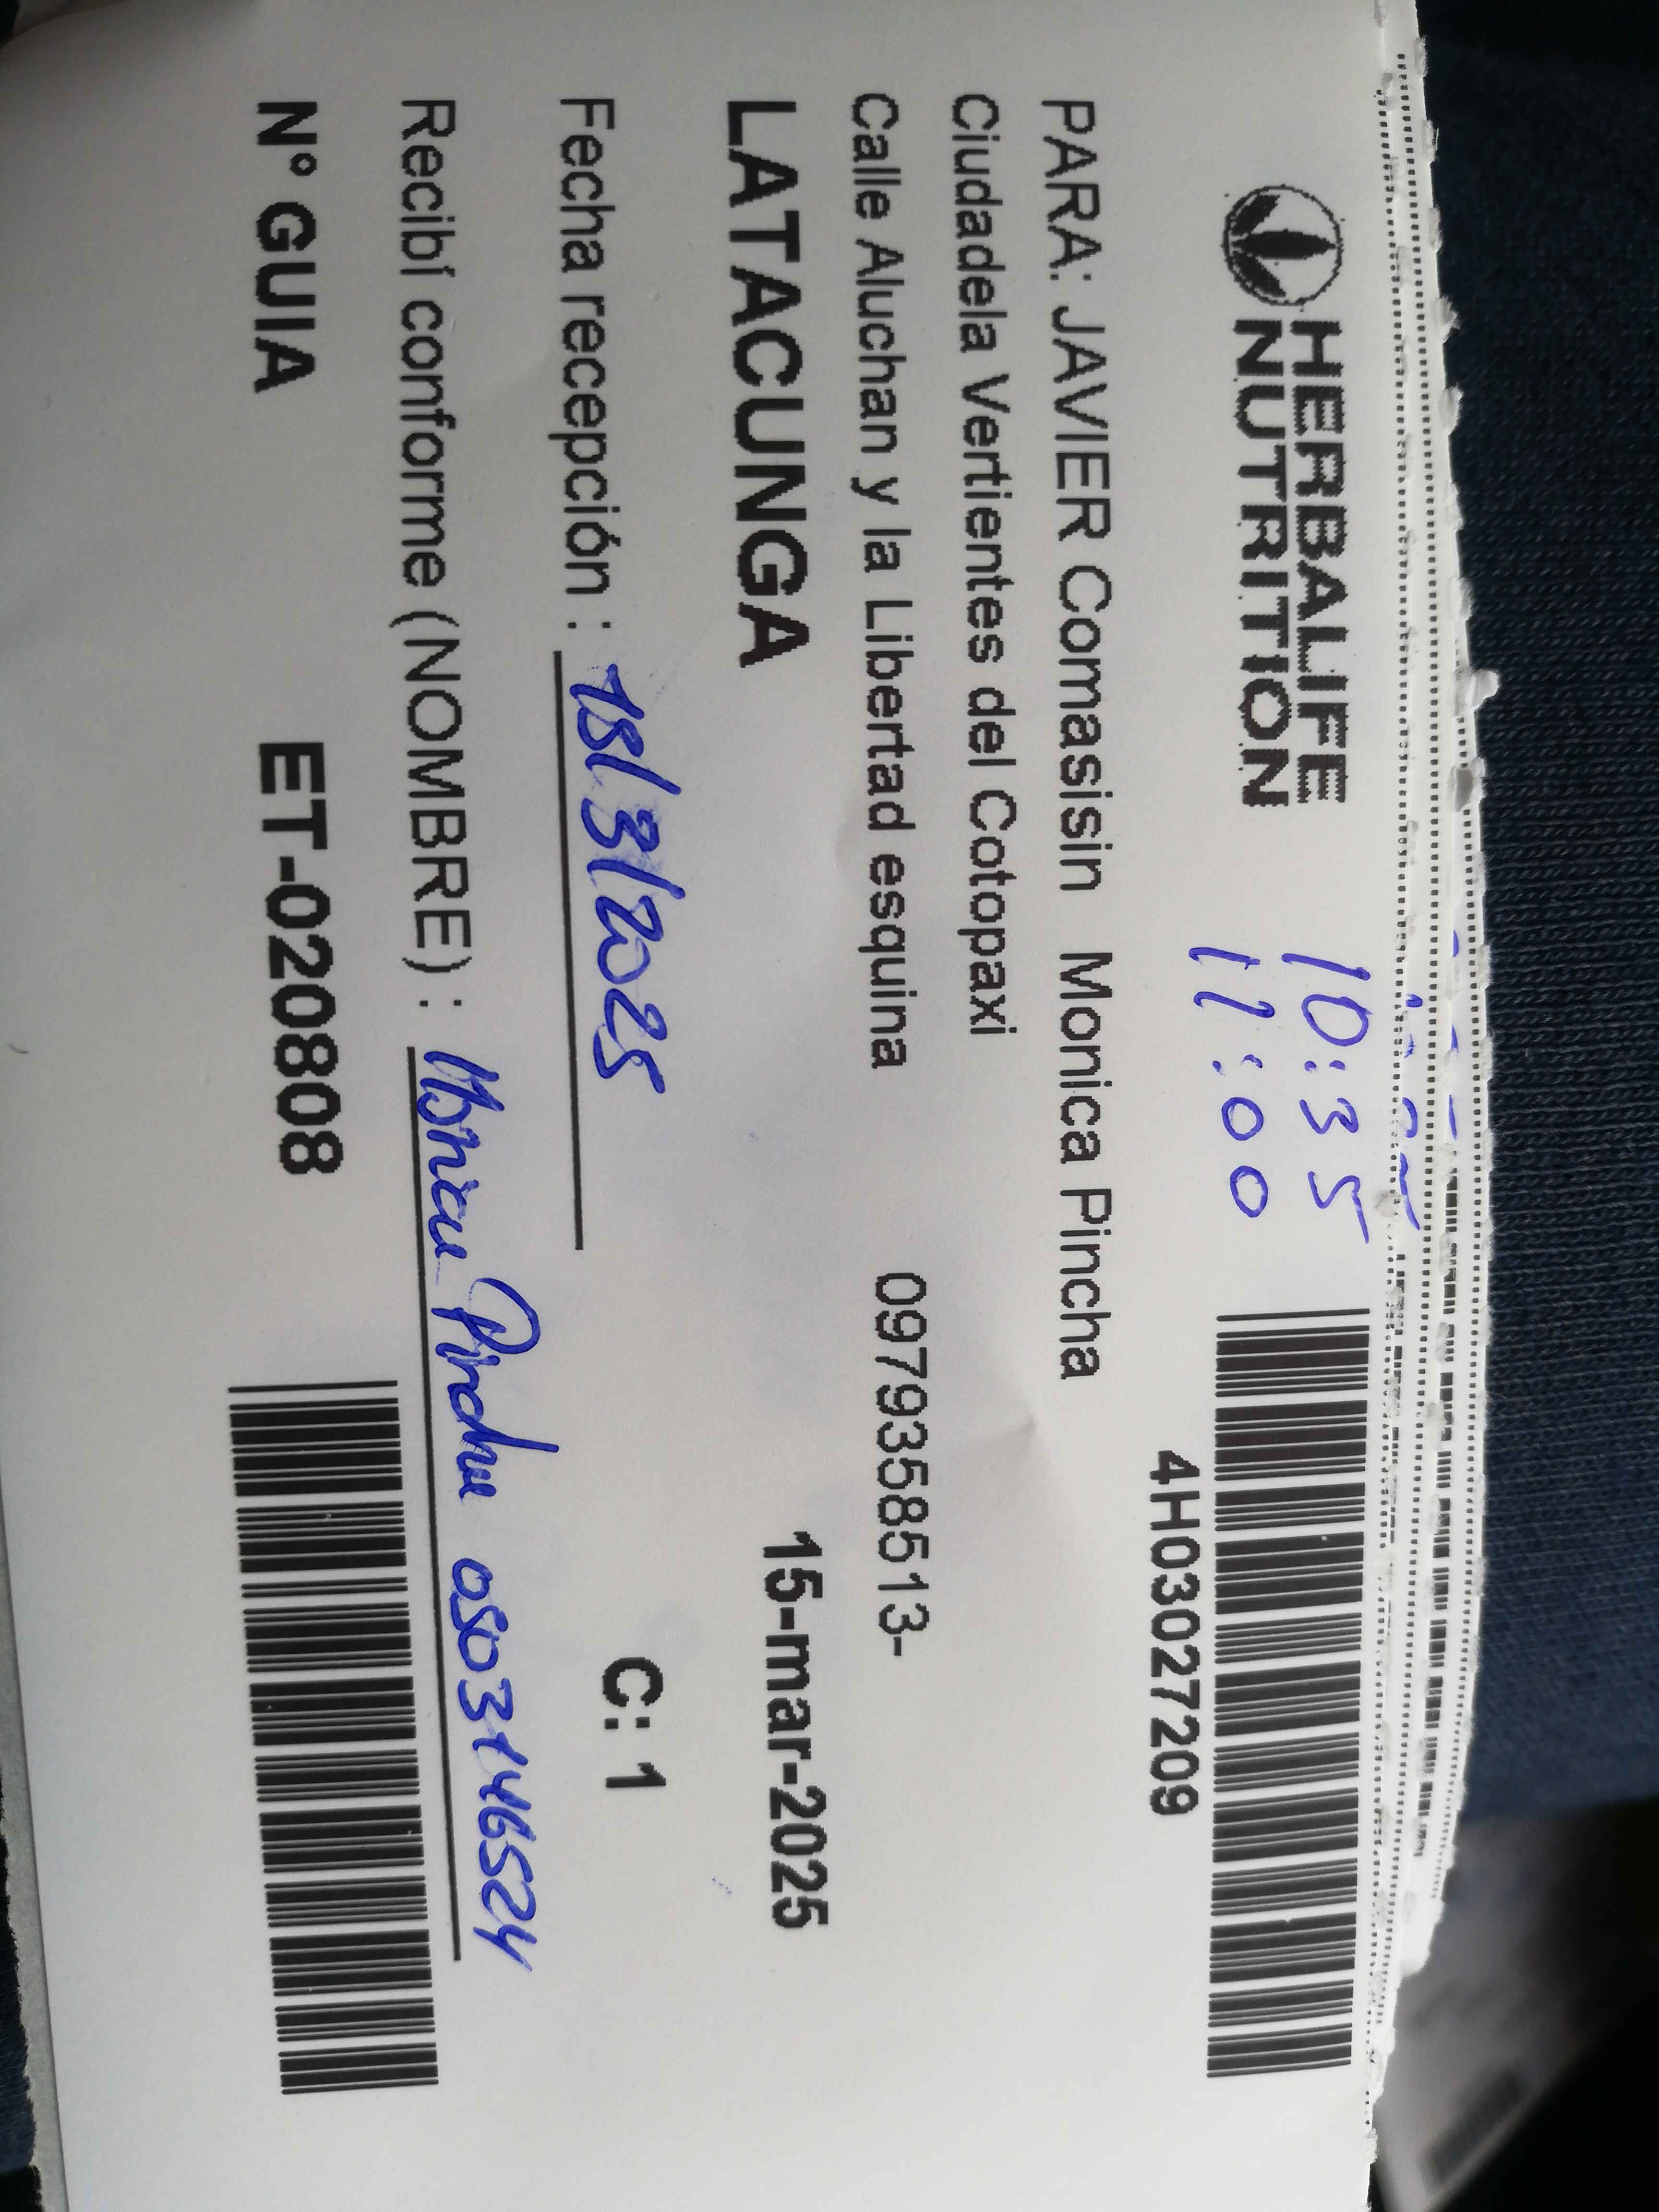 HERBALIFE
NUTRITION
10:35
11:00
4H03027209
PARA: JAVIER Comasisin Monica Pincha
Ciudadela Vertientes del Cotopaxi
Calle Aluchan y la Libertad esquina 0979358513-
LATACUNGA 15-mar-2025
Fecha recepción : 18/3/2025 C: 1
Recibí conforme (NOMBRE) : Monica Pincha 0503146524
N° GUIA ET-020808